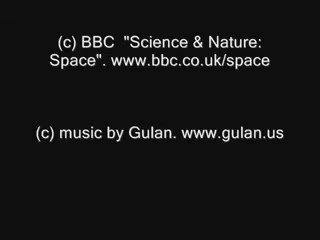 (c) BBC  "Science & Nature:
Space". www.bbc.co.uk/space
(c) music by Gulan. www.gulan.us